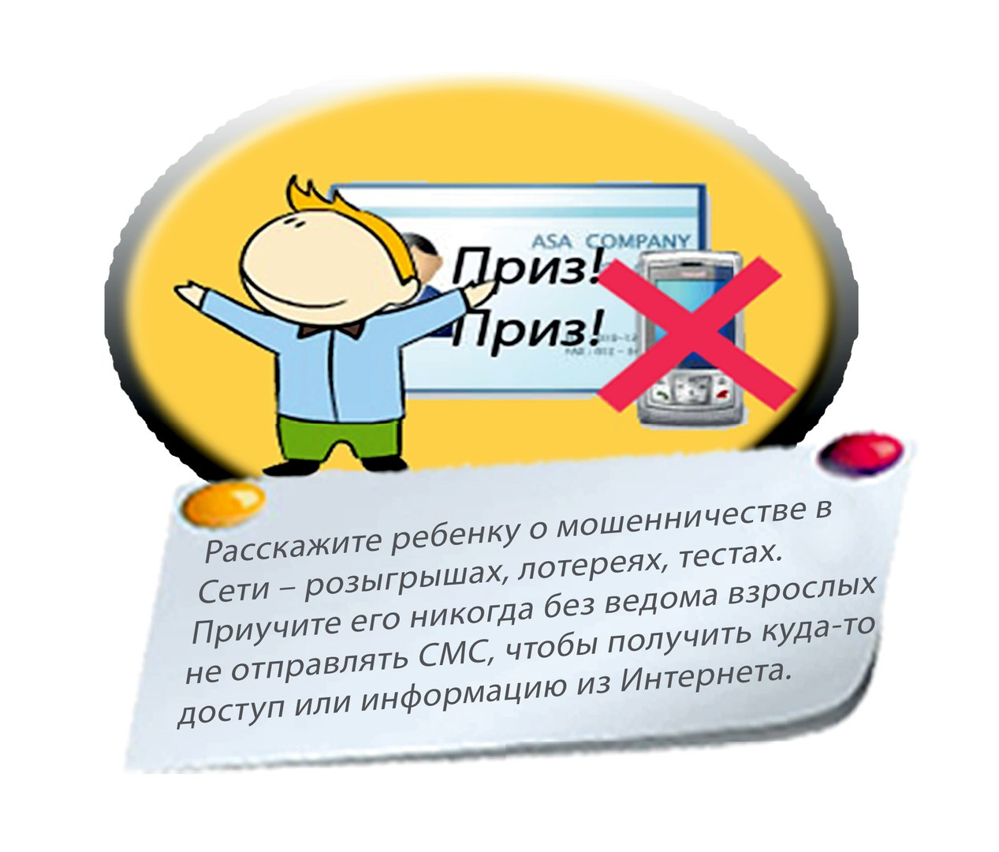 ASA COMPANY
Приз!
Приз!
Расскажите ребенку о мошенничестве в
Сети – розыгрышах, лотереях, тестах.
Приучите его никогда без ведома взрослых
не отправлять СМС, чтобы получить куда-то
доступ или информацию из Интернета.